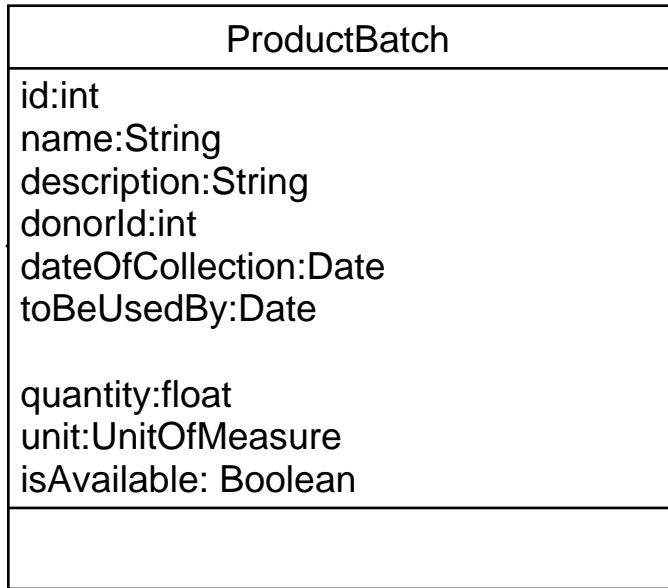 ProductBatch
id:int
name:String
description:String
donorId:int
dateOfCollection:Date
toBeUsedBy:Date
quantity:float
unit:UnitOfMeasure
isAvailable: Boolean